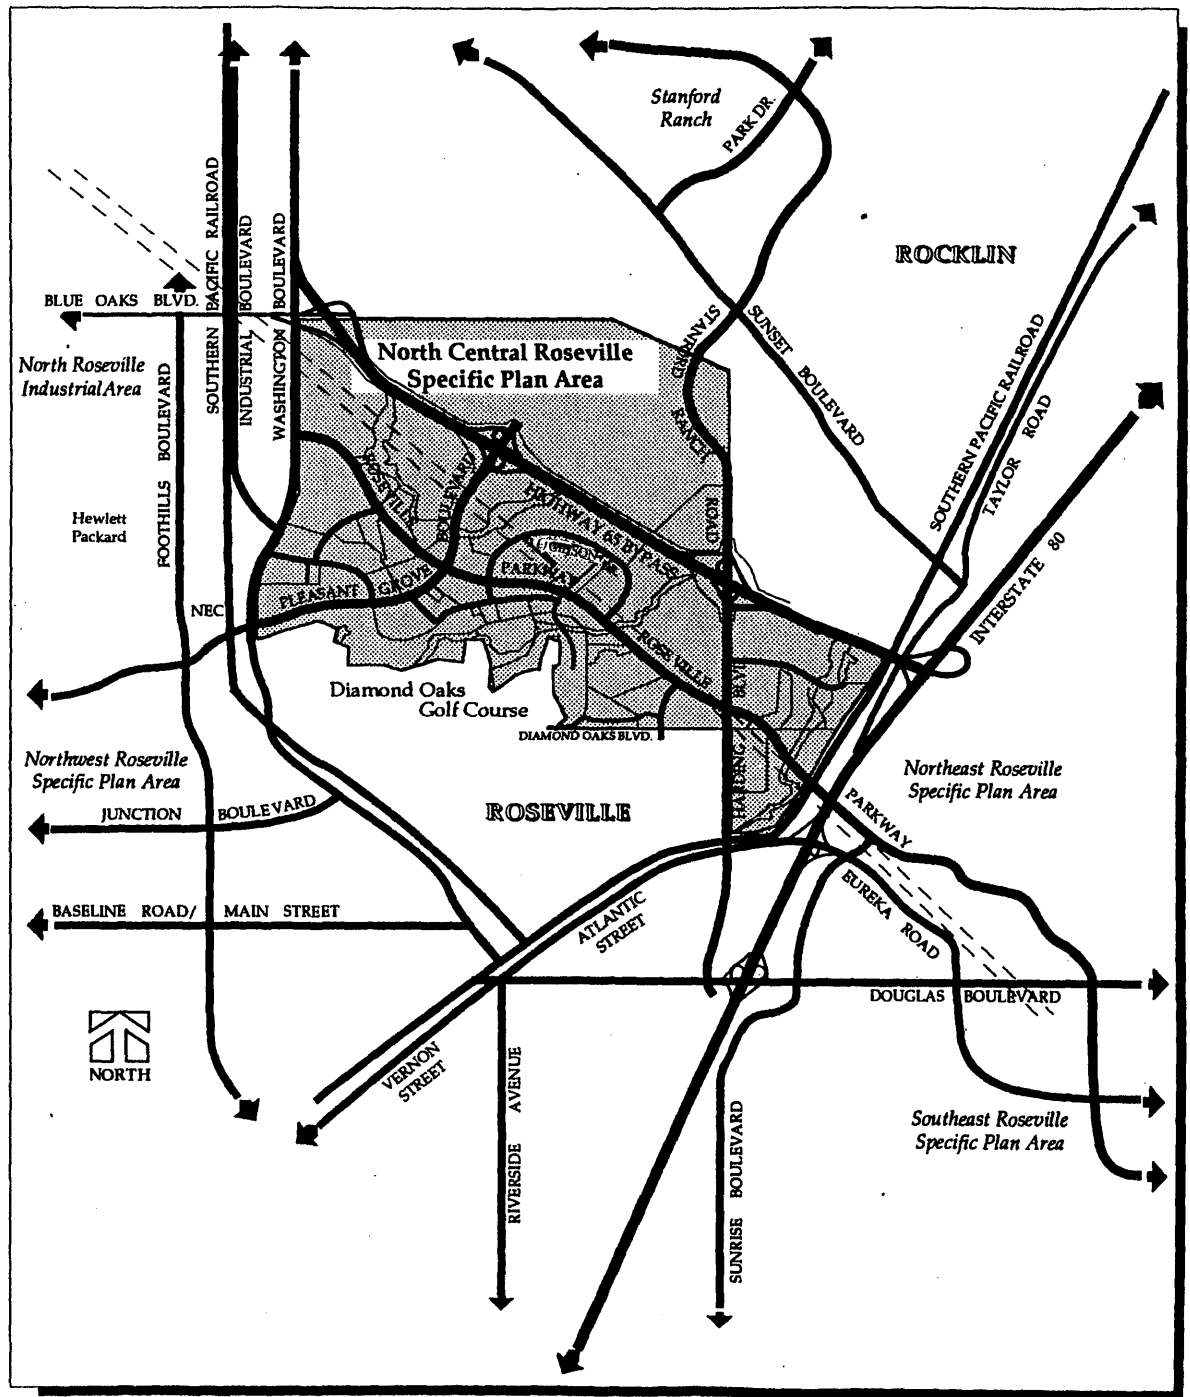 Stanford
Ranch
PARK DR.
ROCKLIN
SOUTHERN PACIFIC RAILROAD
INDUSTRIAL BOULEVARD
WASHINGTON BOULEVARD
BLUE OAKS BLVD.
STANFORD
RANCH
ROAD
SUNSET BOULEVARD
North Roseville
Industrial Area
North Central Roseville
Specific Plan Area
FOOTHILLS BOULEVARD
SOUTHERN PACIFIC RAILROAD
TAYLOR ROAD
INTERSTATE 80
Hewlett
Packard
ROSEVILLE
BOULEVARD
HIGHWAY 65 BYPASS
PARKWAY
PLEASANT GROVE
NEC
ROSEVILLE
Diamond Oaks
Golf Course
DIAMOND OAKS BLVD.
HARDING BLVD.
Northwest Roseville
Specific Plan Area
JUNCTION BOULEVARD
ROSEVILLE
Northeast Roseville
Specific Plan Area
PARKWAY
EUREKA ROAD
BASELINE ROAD/ MAIN STREET
ATLANTIC
STREET
DOUGLAS BOULEVARD
NORTH
VERNON
STREET
RIVERSIDE AVENUE
SUNRISE BOULEVARD
Southeast Roseville
Specific Plan Area